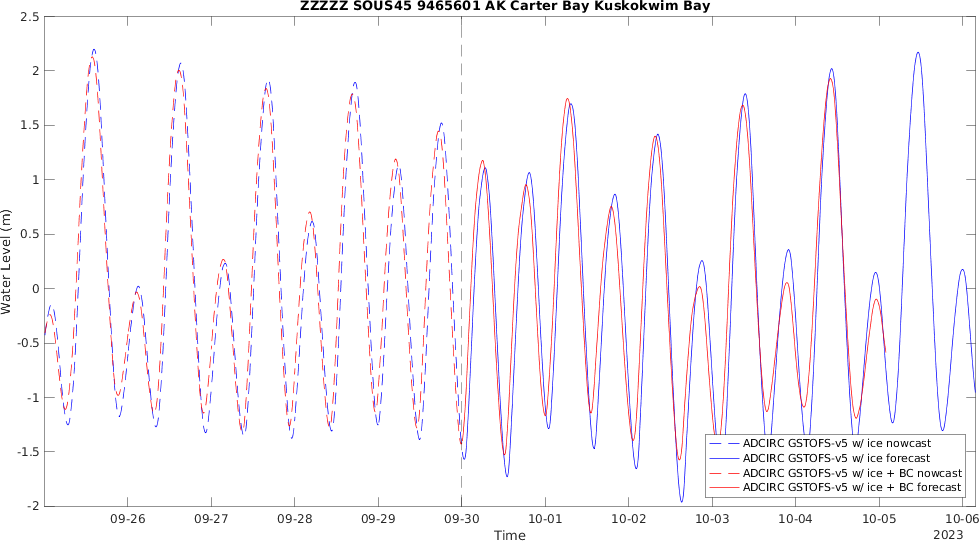 ZZZZZ SOUS45 9465601 AK Carter Bay Kuskokwim Bay
Water Level (m)
2.5
2
1.5
1
0.5
0
-0.5
-1
-1.5
-2
ADCIRC GSTOFS-v5 w/ ice nowcast
ADCIRC GSTOFS-v5 w/ ice forecast
ADCIRC GSTOFS-v5 w/ ice + BC nowcast
ADCIRC GSTOFS-v5 w/ ice + BC forecast
09-26 09-27 09-28 09-29 09-30 10-01 10-02 10-03 10-04 10-05 10-06
Time
2023